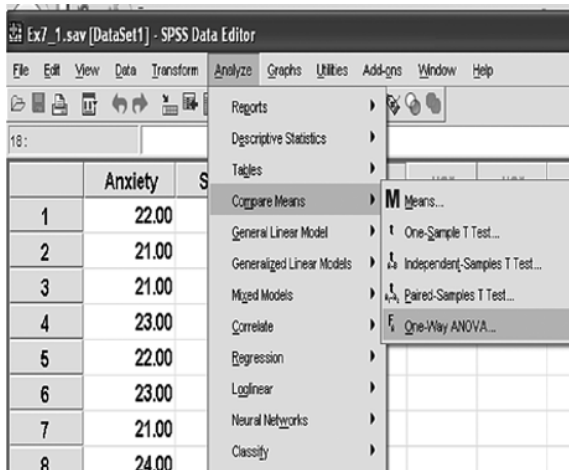 Ex7_1.sav [DataSet1] - SPSS Data Editor
File Edit View Data Transform Analyze Graphs Utilities Add-ons Window Help
18:
Anxiety S
1 22.00
2 21.00
3 21.00
4 23.00
5 22.00
6 23.00
7 21.00
8 24.00
Reports
Descriptive Statistics
Tables
Compare Means
General Linear Model
Generalized Linear Models
Mixed Models
Correlate
Regression
Loglinear
Neural Networks
Classify
M Means...
t One-Sample T Test...
Independent-Samples T Test...
Paired-Samples T Test...
One-Way ANOVA...